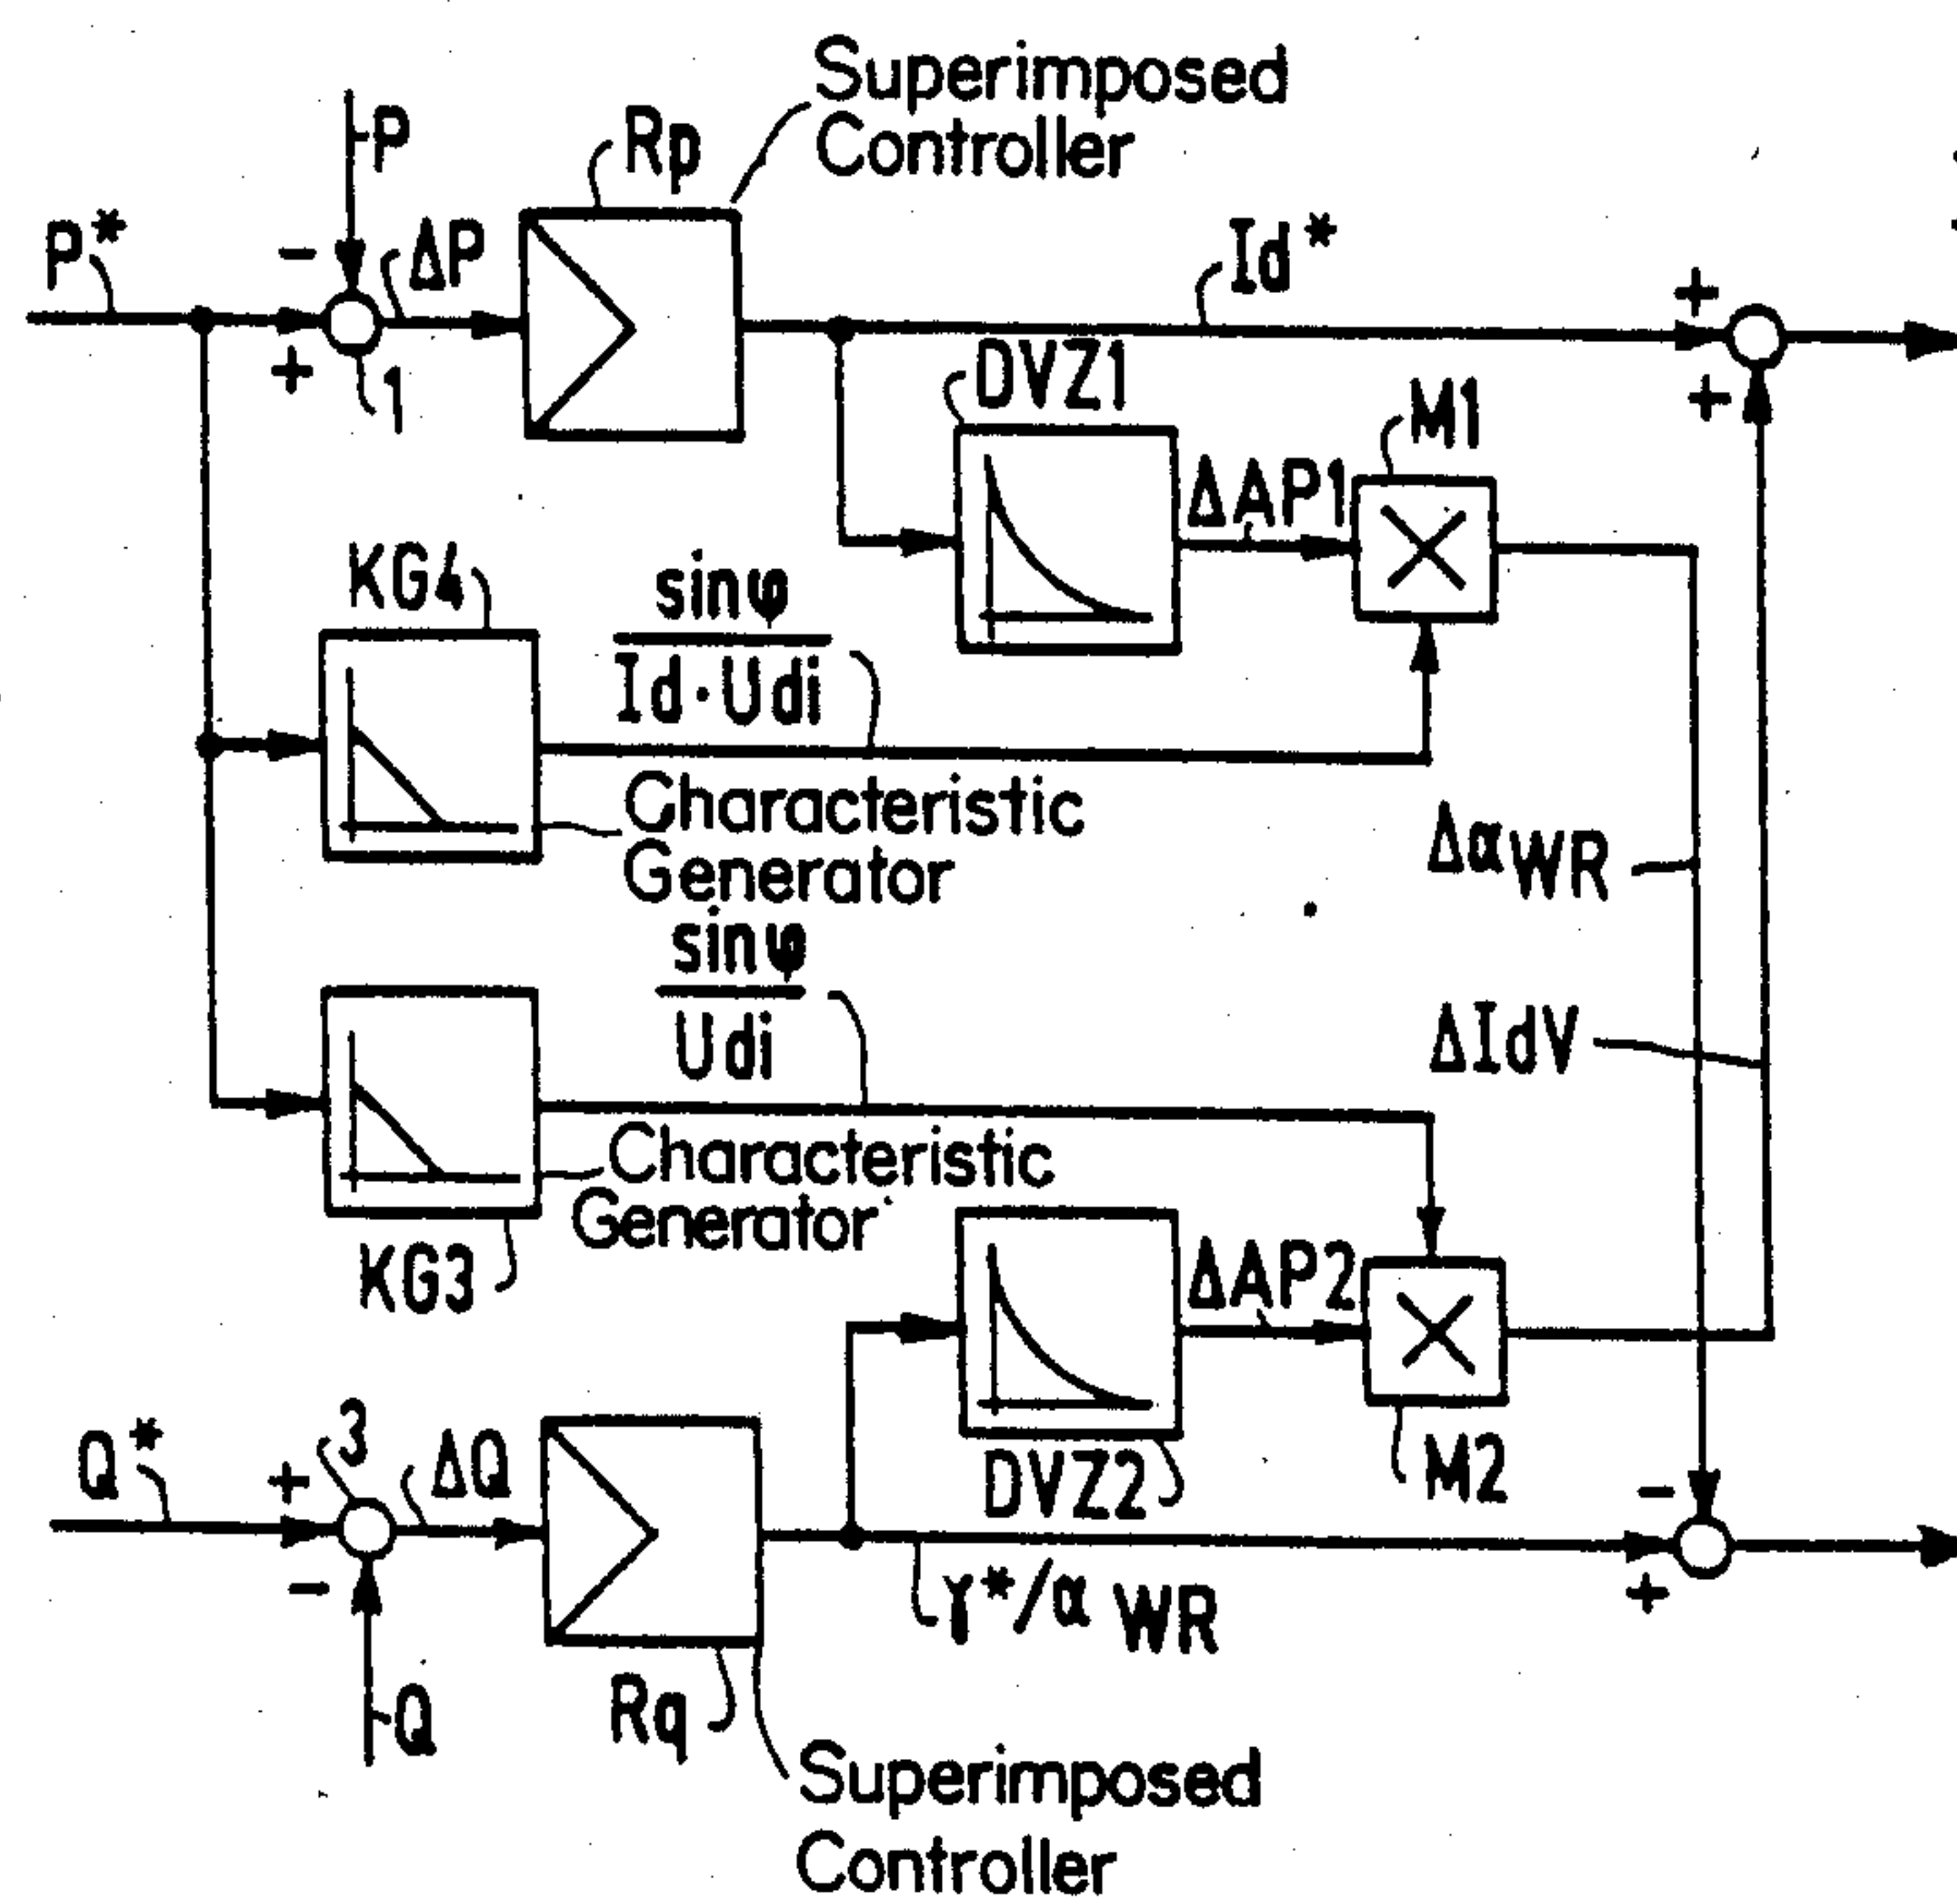 Superimposed
Controller
P
Rp
P*
-
ΔP
Id*
+
+
1
+
DVZ1
M1
ΔAP1
KG4
sinφ
Id·Udi
Characteristic
Generator
ΔαWR
sinφ
Udi
ΔIdV
Characteristic
Generator
KG3
ΔAP2
Q*
3
+
ΔQ
DVZ2
M2
-
-
γ*/αWR
+
Q
Rq
Superimposed
Controller